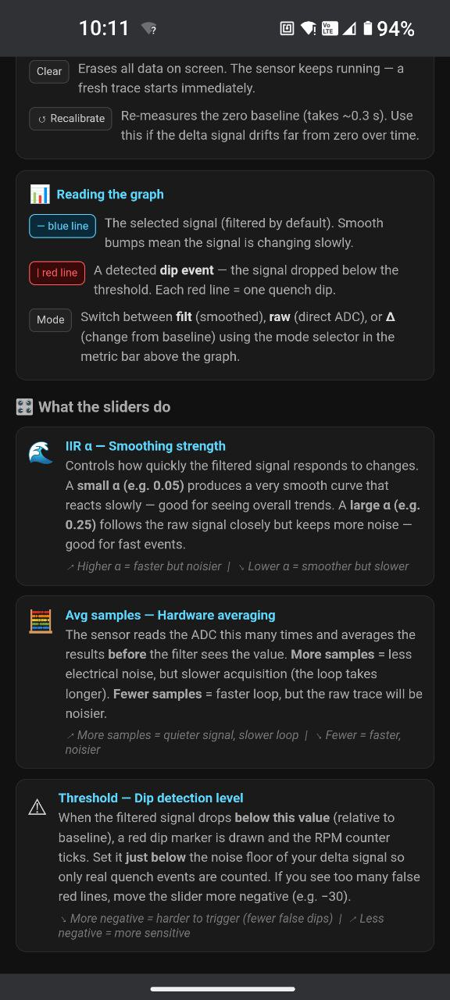 10:11
Vo LTE
94%
Clear
Erases all data on screen. The sensor keeps running — a
fresh trace starts immediately.
↺ Recalibrate
Re-measures the zero baseline (takes ~0.3 s). Use
this if the delta signal drifts far from zero over time.
📊 Reading the graph
— blue line
The selected signal (filtered by default). Smooth
bumps mean the signal is changing slowly.
| red line
A detected dip event — the signal dropped below the
threshold. Each red line = one quench dip.
Mode
Switch between filt (smoothed), raw (direct ADC), or Δ
(change from baseline) using the mode selector in the
metric bar above the graph.
🎛️ What the sliders do
🌊 IIR α — Smoothing strength
Controls how quickly the filtered signal responds to changes.
A small α (e.g. 0.05) produces a very smooth curve that
reacts slowly — good for seeing overall trends. A large α (e.g.
0.25) follows the raw signal closely but keeps more noise —
good for fast events.
↗ Higher α = faster but noisier | ↘ Lower α = smoother but slower
🧮 Avg samples — Hardware averaging
The sensor reads the ADC this many times and averages the
results before the filter sees the value. More samples = less
electrical noise, but slower acquisition (the loop takes
longer). Fewer samples = faster loop, but the raw trace will be
noisier.
↗ More samples = quieter signal, slower loop | ↘ Fewer = faster,
noisier
⚠ Threshold — Dip detection level
When the filtered signal drops below this value (relative to
baseline), a red dip marker is drawn and the RPM counter
ticks. Set it just below the noise floor of your delta signal so
only real quench events are counted. If you see too many false
red lines, move the slider more negative (e.g. −30).
↘ More negative = harder to trigger (fewer false dips) | ↗ Less
negative = more sensitive